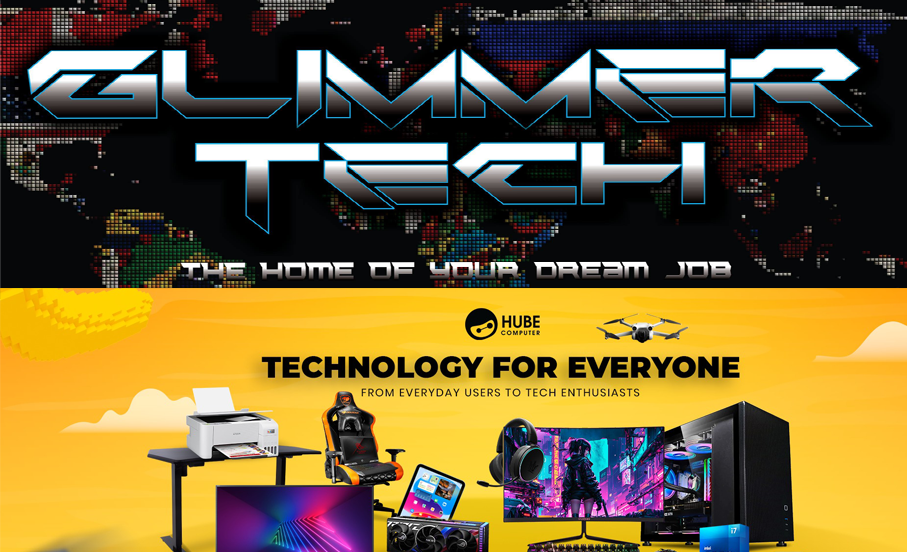 GLIMMER
TECH
THE HOME OF YOUR DREAM JOB
HUBE
COMPUTER
TECHNOLOGY FOR EVERYONE
FROM EVERYDAY USERS TO TECH ENTHUSIASTS
i7